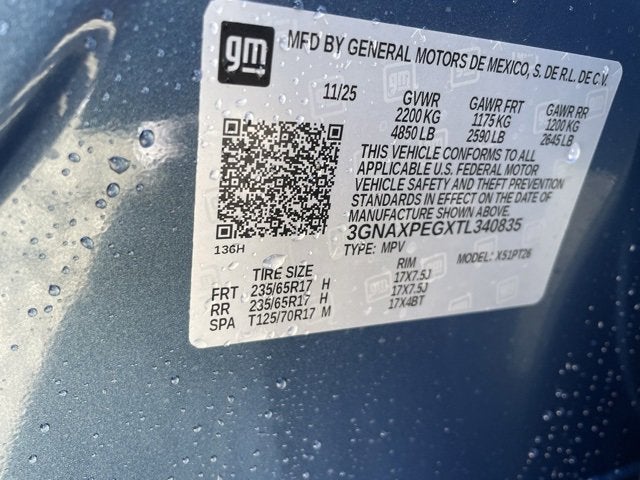 gm
MFD BY GENERAL MOTORS DE MEXICO, S. DE R.L. DE C.V.
11/25 GVWR GAWR FRT GAWR RR
2200 KG 1175 KG 1200 KG
4850 LB 2590 LB 2645 LB
THIS VEHICLE CONFORMS TO ALL
APPLICABLE U.S. FEDERAL MOTOR
VEHICLE SAFETY AND THEFT PREVENTION
STANDARDS IN EFFECT ON THE DATE OF
MANUFACTURE SHOWN ABOVE.
3GNAXPEGXTL340835
136H TYPE: MPV MODEL: XS1PT26
TIRE SIZE RIM
FRT 235/65R17 H 17X7.5J
RR 235/65R17 H 17X7.5J
SPA T125/70R17 M 17X4BT